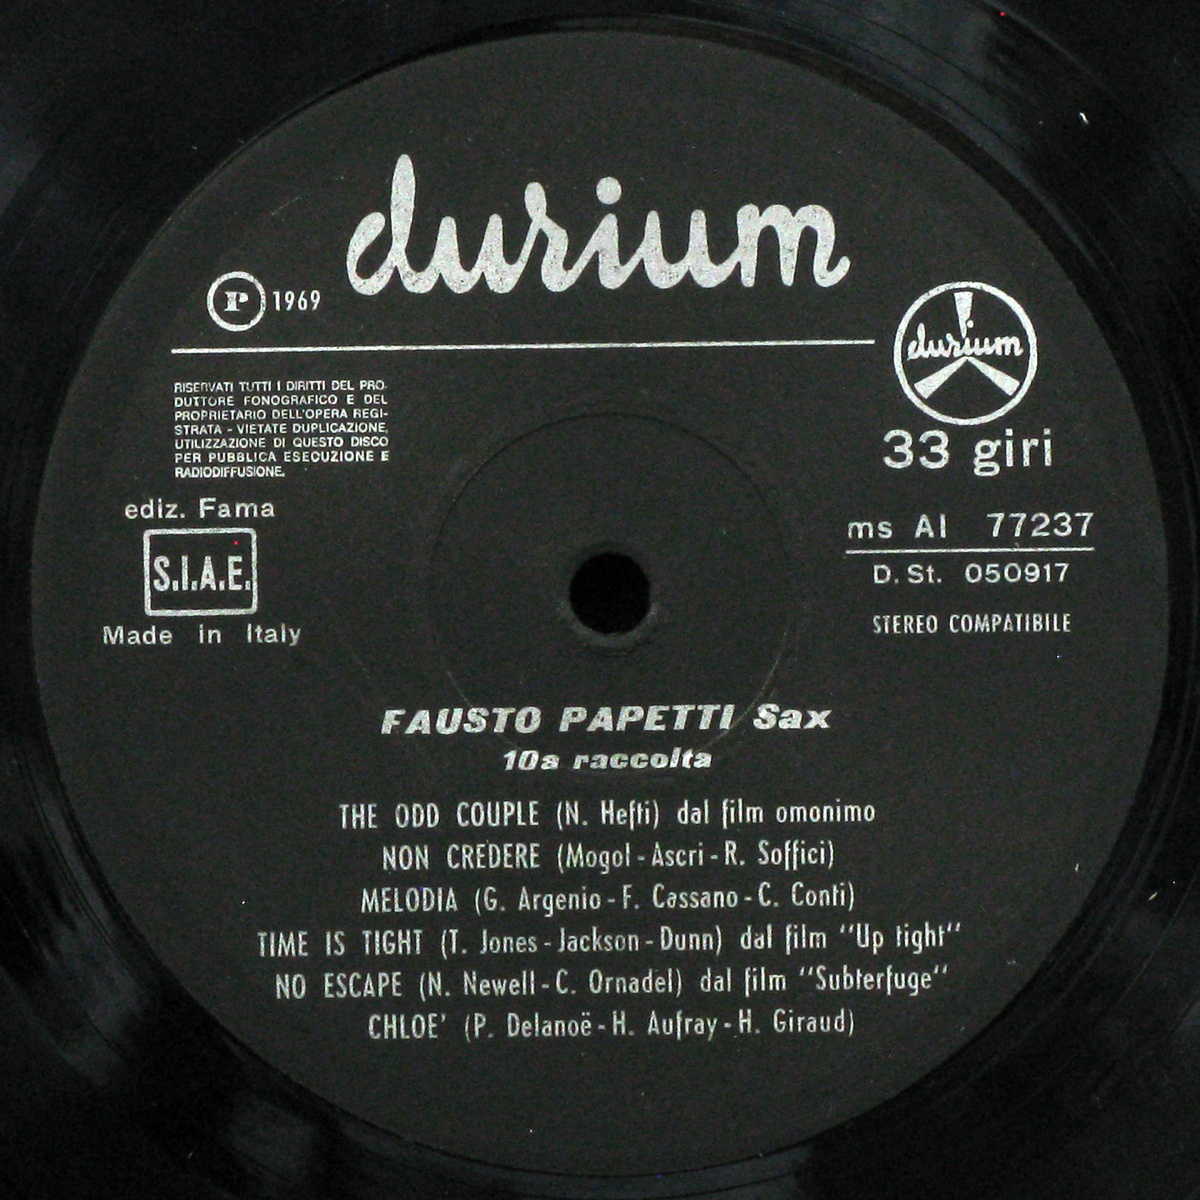 durium
P 1969
durium
33 giri
RISERVATI TUTTI I DIRITTI DEL PRO-
DUTTORE FONOGRAFICO E DEL
PROPRIETARIO DELL'OPERA REGI-
STRATA - VIETATE DUPLICAZIONE,
UTILIZZAZIONE DI QUESTO DISCO
PER PUBBLICA ESECUZIONE E
RADIODIFFUSIONE.
ediz. Fama
S.I.A.E.
Made in Italy
ms AI 77237
D. St. 050917
STEREO COMPATIBILE
FAUSTO PAPETTI Sax
10a raccolta
THE ODD COUPLE (N. Hefti) dal film omonimo
NON CREDERE (Mogol - Ascri - R. Soffici)
MELODIA (G. Argenio - F. Cassano - C. Conti)
TIME IS TIGHT (T. Jones - Jackson - Dunn) dal film "Up tight"
NO ESCAPE (N. Newell - C. Ornadel) dal film "Subterfuge"
CHLOE' (P. Delanoë - H. Aufray - H. Giraud)